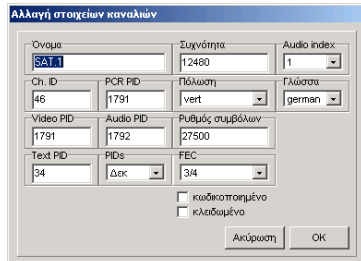 Αλλαγή στοιχείων καναλιών
Όνομα Συχνότητα Audio index
SAT.1 12480 1
Ch. ID PCR PID Πόλωση Γλώσσα
46 1791 vert german
Video PID Audio PID Ρυθμός συμβόλων
1791 1792 27500
Text PID PIDs FEC
34 Δεκ 3/4
κωδικοποιημένο
κλειδωμένο
Ακύρωση OK